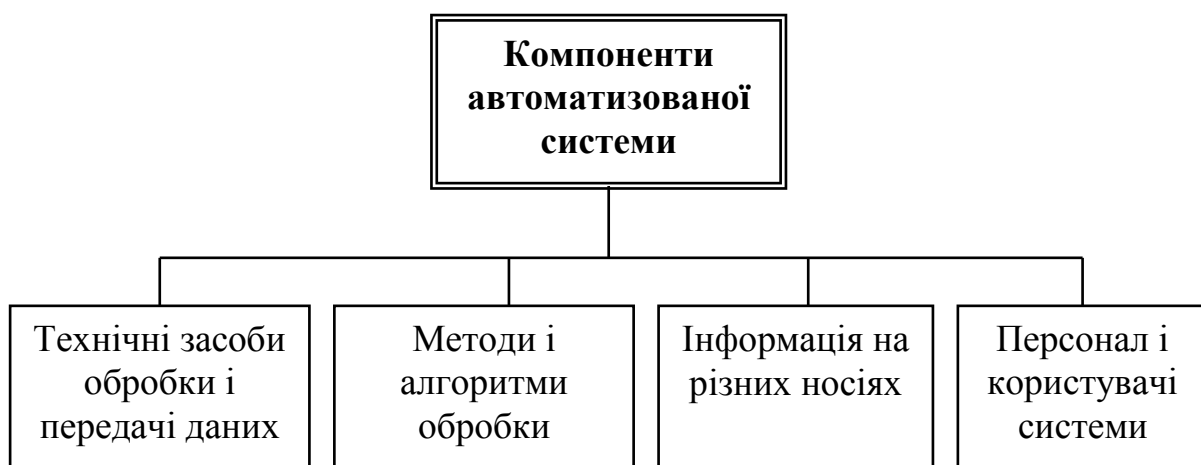 Компоненти
автоматизованої
системи
Технічні засоби
обробки і
передачі даних
Методи і
алгоритми
обробки
Інформація на
різних носіях
Персонал і
користувачі
системи